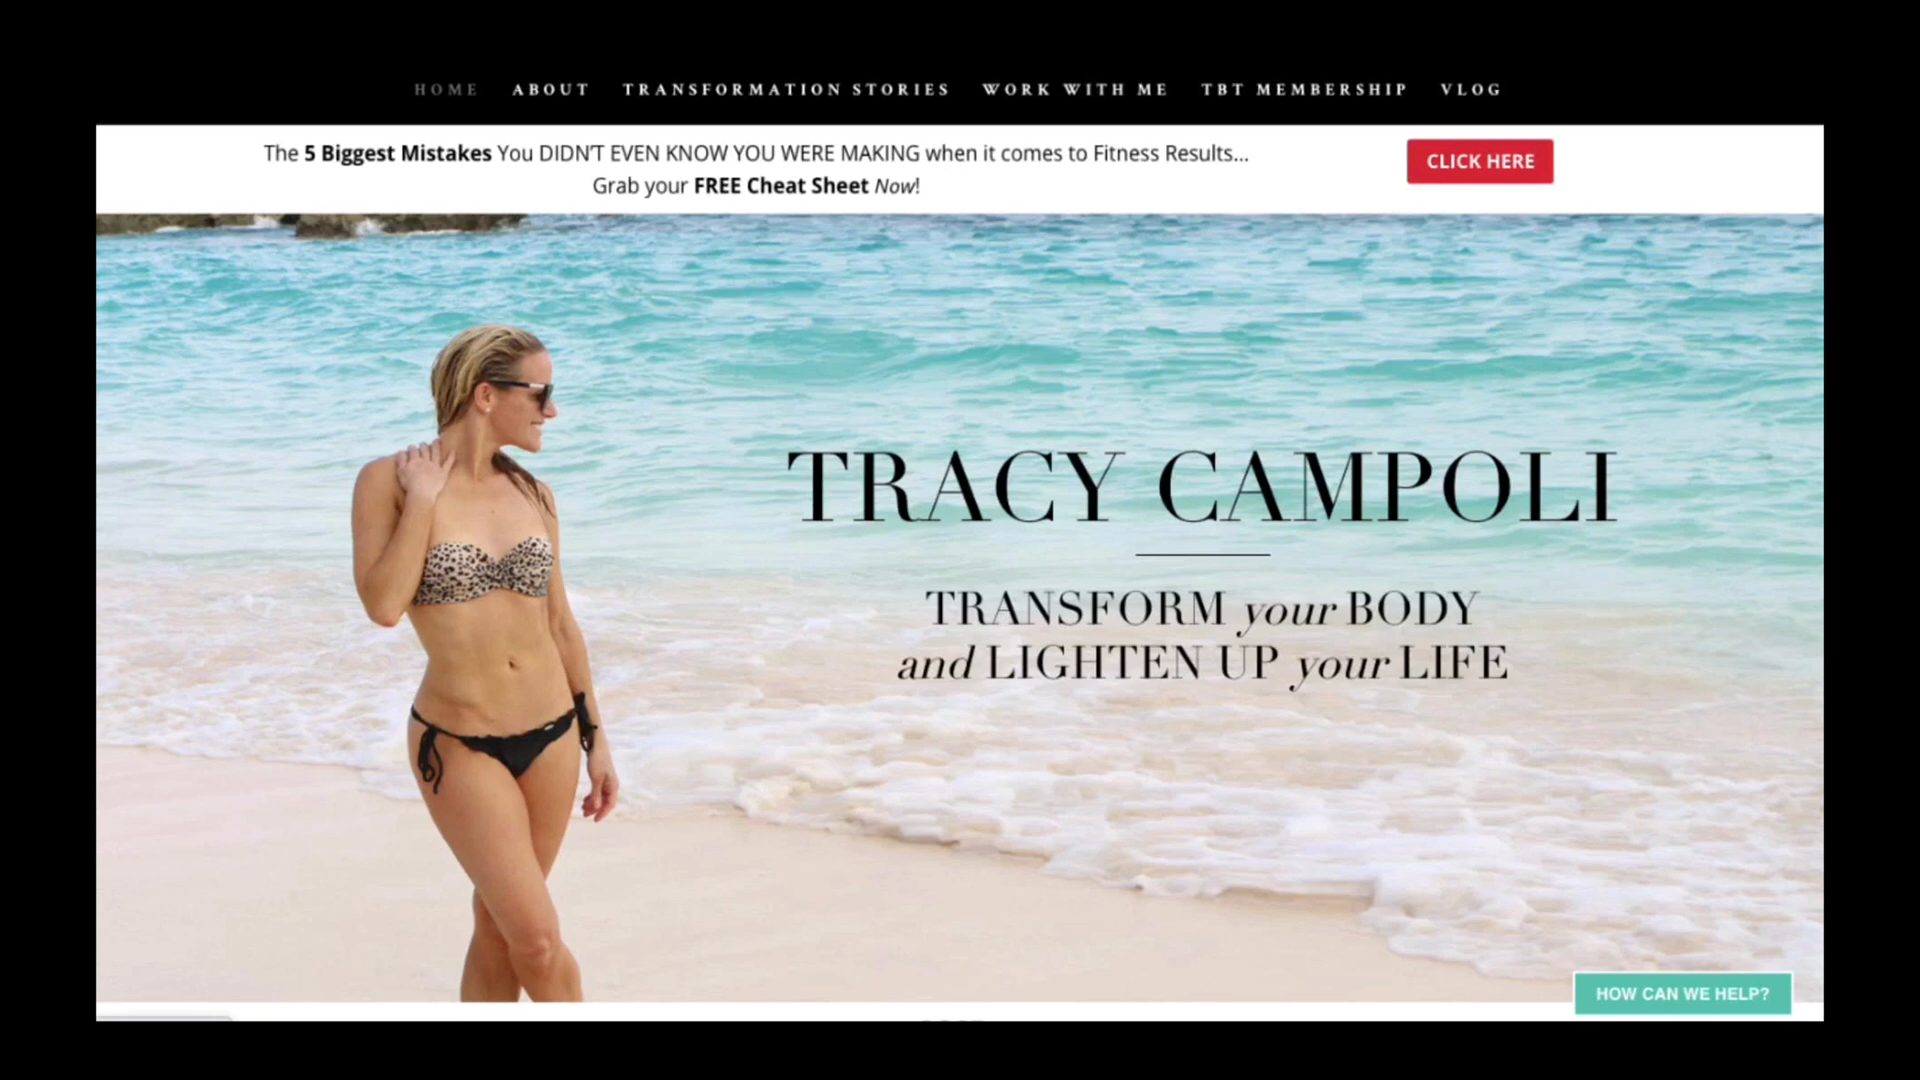 HOME ABOUT TRANSFORMATION STORIES WORK WITH ME TBT MEMBERSHIP VLOG
The 5 Biggest Mistakes You DIDN'T EVEN KNOW YOU WERE MAKING when it comes to Fitness Results...
Grab your FREE Cheat Sheet Now!
CLICK HERE
TRACY CAMPOLI
TRANSFORM your BODY
and LIGHTEN UP your LIFE
HOW CAN WE HELP?